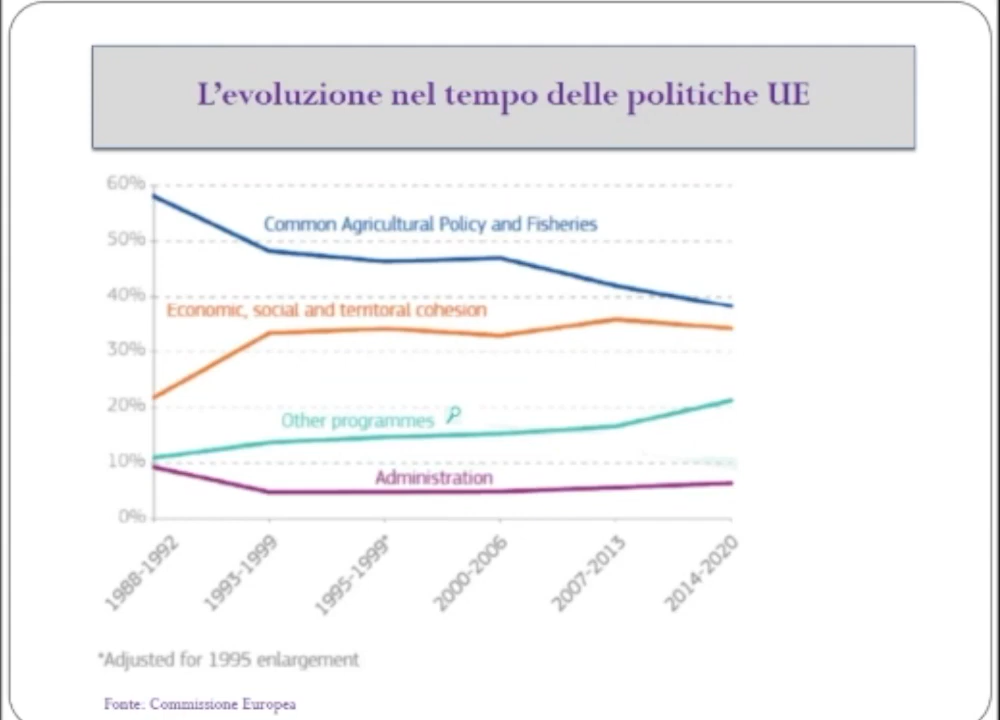 L'evoluzione nel tempo delle politiche UE
60%
Common Agricultural Policy and Fisheries
50%
40%
Economic, social and territoral cohesion
30%
20%
Other programmes
10%
Administration
0%
1988-1992
1993-1999
1995-1999*
2000-2006
2007-2013
2014-2020
*Adjusted for 1995 enlargement
Fonte: Commissione Europea